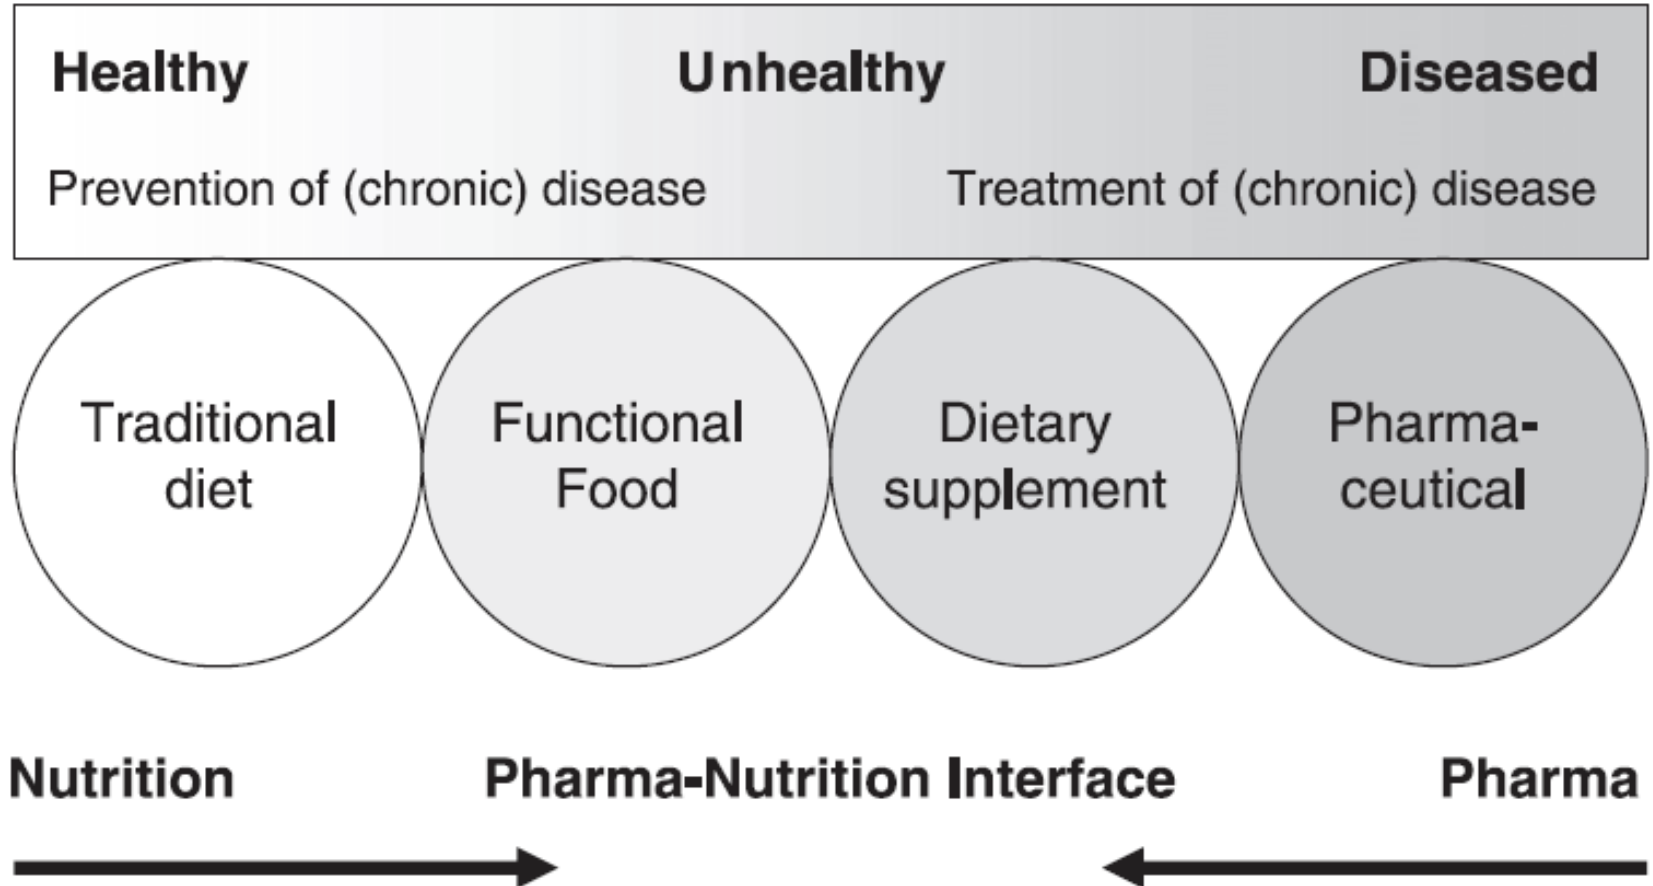 Healthy Unhealthy Diseased
Prevention of (chronic) disease Treatment of (chronic) disease
Traditional
diet
Functional
Food
Dietary
supplement
Pharma-
ceutical
Nutrition Pharma-Nutrition Interface Pharma